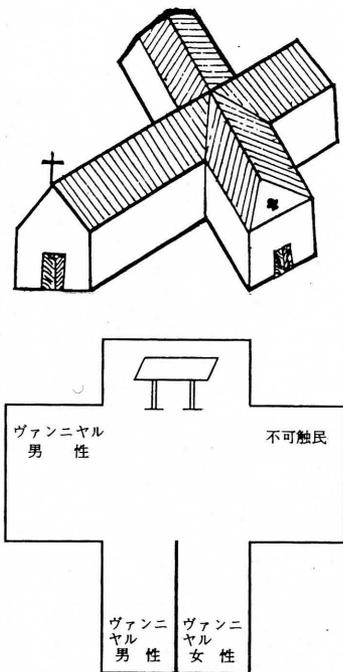 ヴァンニヤル
男 性
不可触民
ヴァンニ
ヤル
男 性
ヴァンニ
ヤル
女 性